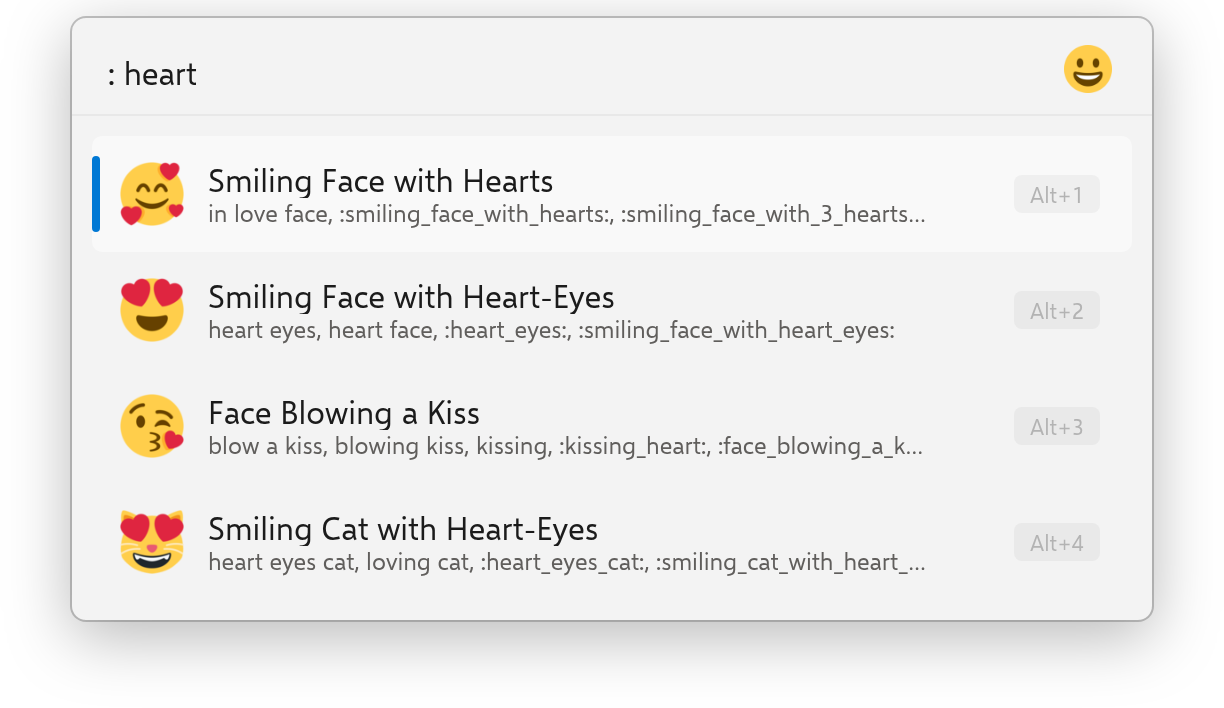 : heart
Smiling Face with Hearts
in love face, :smiling_face_with_hearts:, :smiling_face_with_3_hearts...
Alt+1
Smiling Face with Heart-Eyes
heart eyes, heart face, :heart_eyes:, :smiling_face_with_heart_eyes:
Alt+2
Face Blowing a Kiss
blow a kiss, blowing kiss, kissing, :kissing_heart:, :face_blowing_a_k...
Alt+3
Smiling Cat with Heart-Eyes
heart eyes cat, loving cat, :heart_eyes_cat:, :smiling_cat_with_heart_...
Alt+4